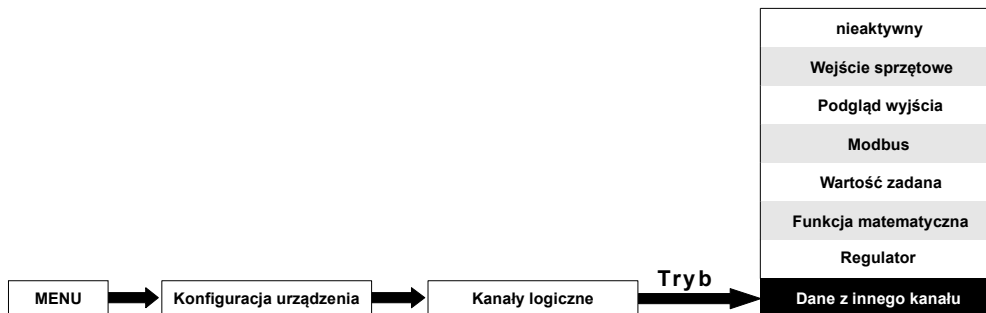 nieaktywny
Wejście sprzętowe
Podgląd wyjścia
Modbus
Wartość zadana
Funkcja matematyczna
Regulator
Tryb
MENU
Konfiguracja urządzenia
Kanały logiczne
Dane z innego kanału